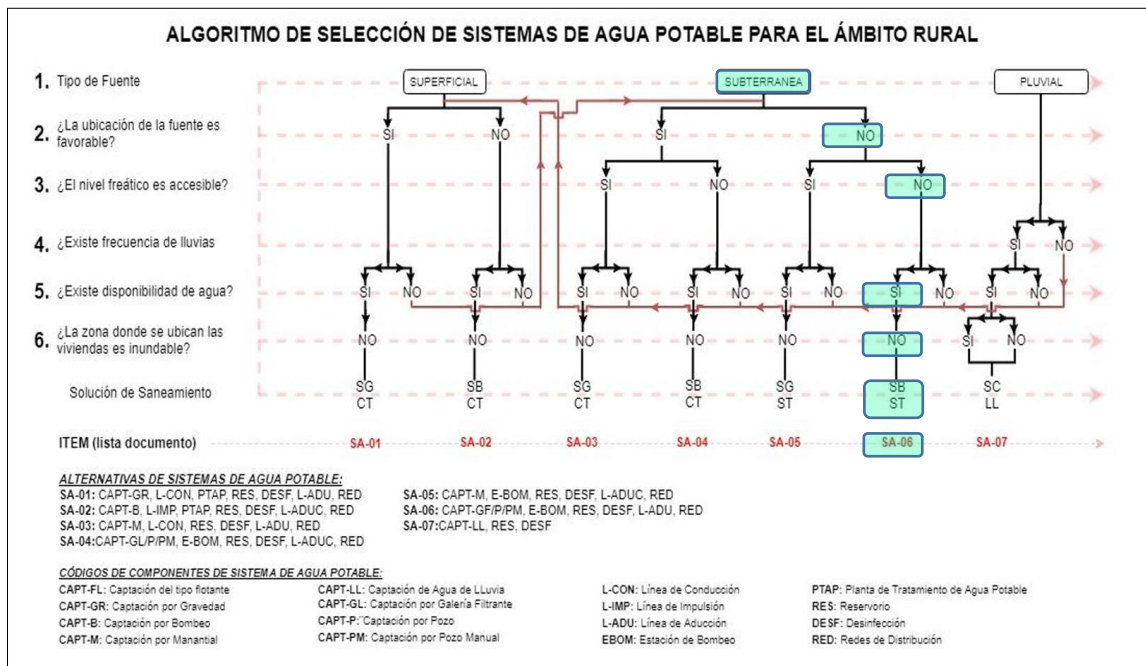 ALGORITMO DE SELECCIÓN DE SISTEMAS DE AGUA POTABLE PARA EL ÁMBITO RURAL
1. Tipo de Fuente SUPERFICIAL SUBTERRANEA PLUVIAL
2. ¿La ubicación de la fuente es favorable? SI NO SI NO
3. ¿El nivel freático es accesible? SI NO SI NO
4. ¿Existe frecuencia de lluvias SI NO
5. ¿Existe disponibilidad de agua? SI NO SI NO SI NO SI NO SI NO SI NO SI NO
6. ¿La zona donde se ubican las viviendas es inundable? NO NO NO NO NO NO SI NO
Solución de Saneamiento SG SB SG SB SG SB SC
CT CT CT CT ST ST LL
ITEM (lista documento) SA-01 SA-02 SA-03 SA-04 SA-05 SA-06 SA-07
ALTERNATIVAS DE SISTEMAS DE AGUA POTABLE:
SA-01: CAPT-GR, L-CON, PTAP, RES, DESF, L-ADU, RED
SA-02: CAPT-B, L-IMP, PTAP, RES, DESF, L-ADUC, RED
SA-03: CAPT-M, L-CON, RES, DESF, L-ADU, RED
SA-04:CAPT-GL/P/PM, E-BOM, RES, DESF, L-ADUC, RED
SA-05: CAPT-M, E-BOM, RES, DESF, L-ADUC, RED
SA-06: CAPT-GF/P/PM, E-BOM, RES, DESF, L-ADU, RED
SA-07:CAPT-LL, RES, DESF
CÓDIGOS DE COMPONENTES DE SISTEMA DE AGUA POTABLE:
CAPT-FL: Captación del tipo flotante
CAPT-GR: Captación por Gravedad
CAPT-B: Captación por Bombeo
CAPT-M: Captación por Manantial
CAPT-LL: Captación de Agua de LLuvia
CAPT-GL: Captación por Galería Filtrante
CAPT-P:¨Captación por Pozo
CAPT-PM: Captación por Pozo Manual
L-CON: Línea de Conducción
L-IMP: Línea de Impulsión
L-ADU: Línea de Aducción
EBOM: Estación de Bombeo
PTAP: Planta de Tratamiento de Agua Potable
RES: Reservorio
DESF: Desinfección
RED: Redes de Distribución